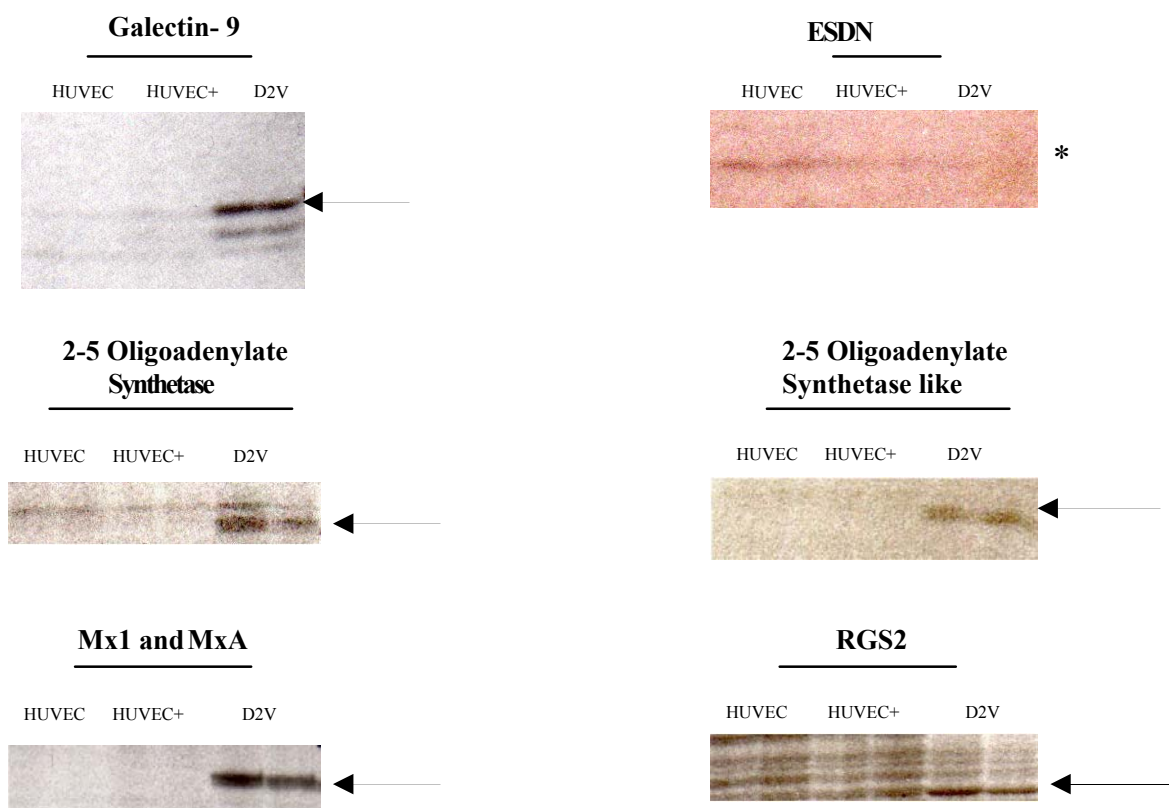 Galectin- 9
HUVEC HUVEC+ D2V
ESDN
HUVEC HUVEC+ D2V
*
2-5 Oligoadenylate
Synthetase
HUVEC HUVEC+ D2V
2-5 Oligoadenylate
Synthetase like
HUVEC HUVEC+ D2V
Mx1 and MxA
HUVEC HUVEC+ D2V
RGS2
HUVEC HUVEC+ D2V